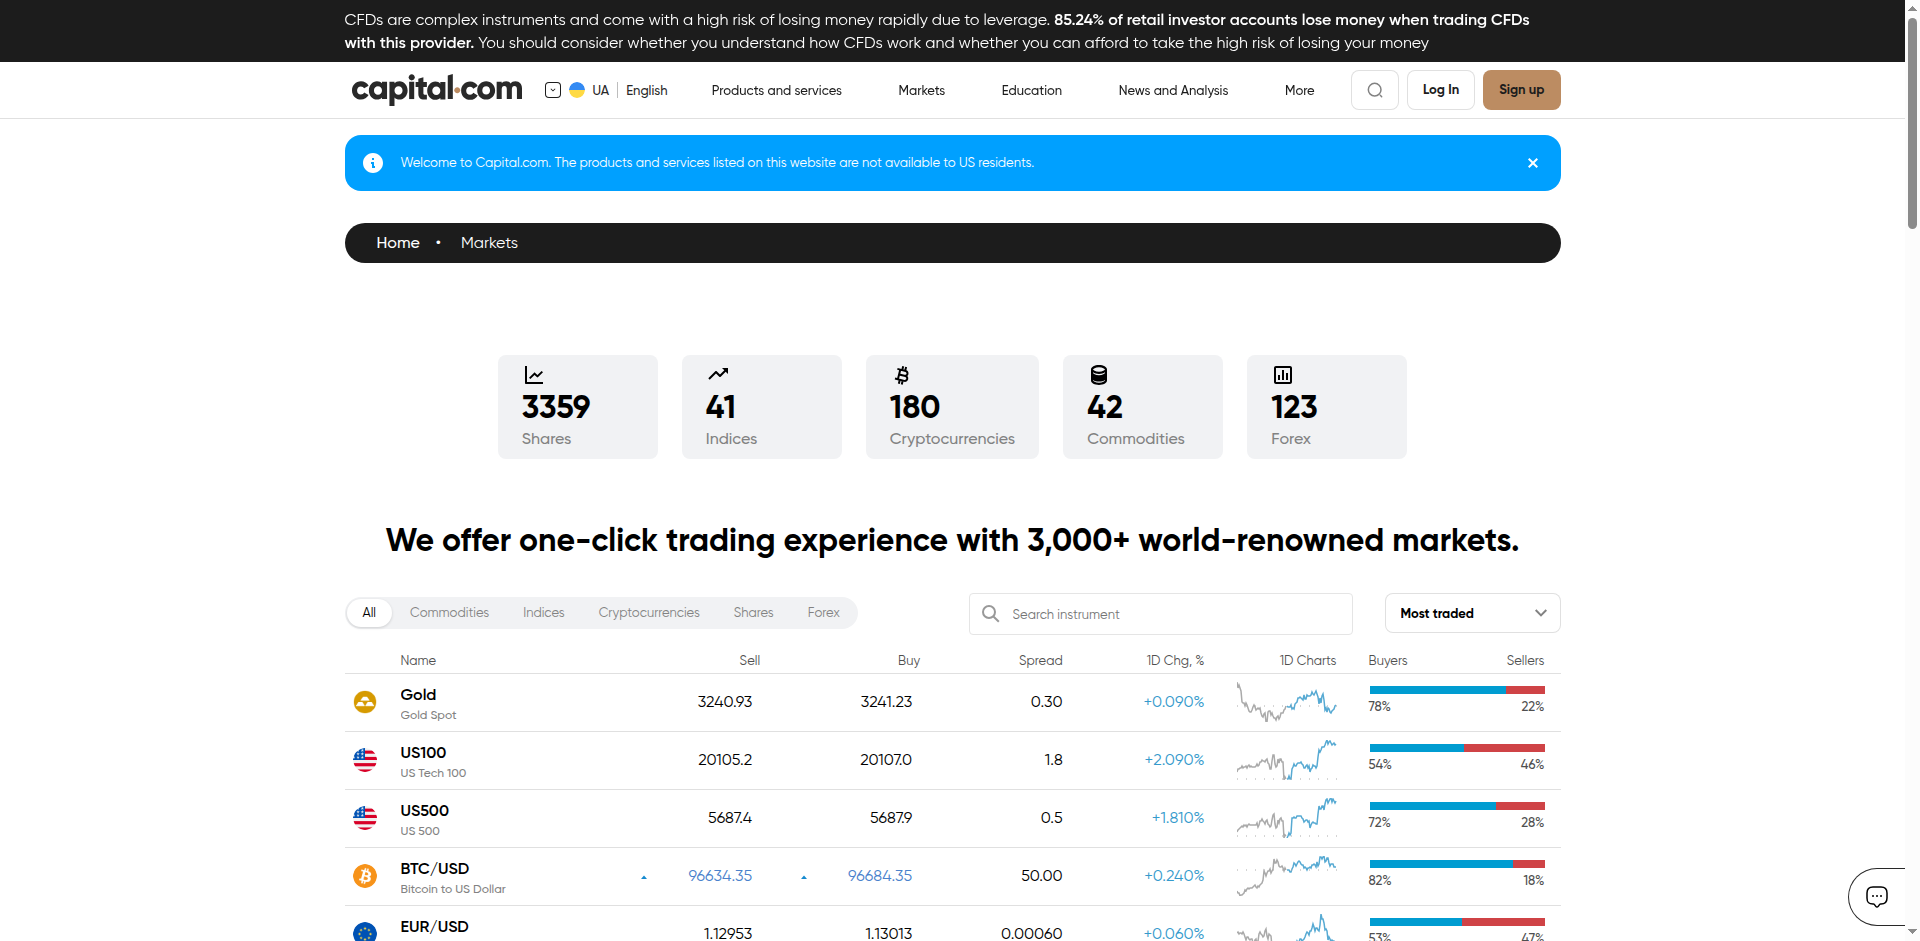 CFDs are complex instruments and come with a high risk of losing money rapidly due to leverage. 85.24% of retail investor accounts lose money when trading CFDs
with this provider. You should consider whether you understand how CFDs work and whether you can afford to take the high risk of losing your money
capital.com UA English Products and services Markets Education News and Analysis More Log In Sign up
Welcome to Capital.com. The products and services listed on this website are not available to US residents.
Home • Markets
3359 41 180 42 123
Shares Indices Cryptocurrencies Commodities Forex
We offer one-click trading experience with 3,000+ world-renowned markets.
All Commodities Indices Cryptocurrencies Shares Forex Search instrument Most traded
Name Sell Buy Spread 1D Chg, % 1D Charts Buyers Sellers
Gold
Gold Spot 3240.93 3241.23 0.30 +0.090% 78% 22%
US100
US Tech 100 20105.2 20107.0 1.8 +2.090% 54% 46%
US500
US 500 5687.4 5687.9 0.5 +1.810% 72% 28%
BTC/USD
Bitcoin to US Dollar 96634.35 96684.35 50.00 +0.240% 82% 18%
EUR/USD
1.12953 1.13013 0.00060 +0.060% 53% 47%